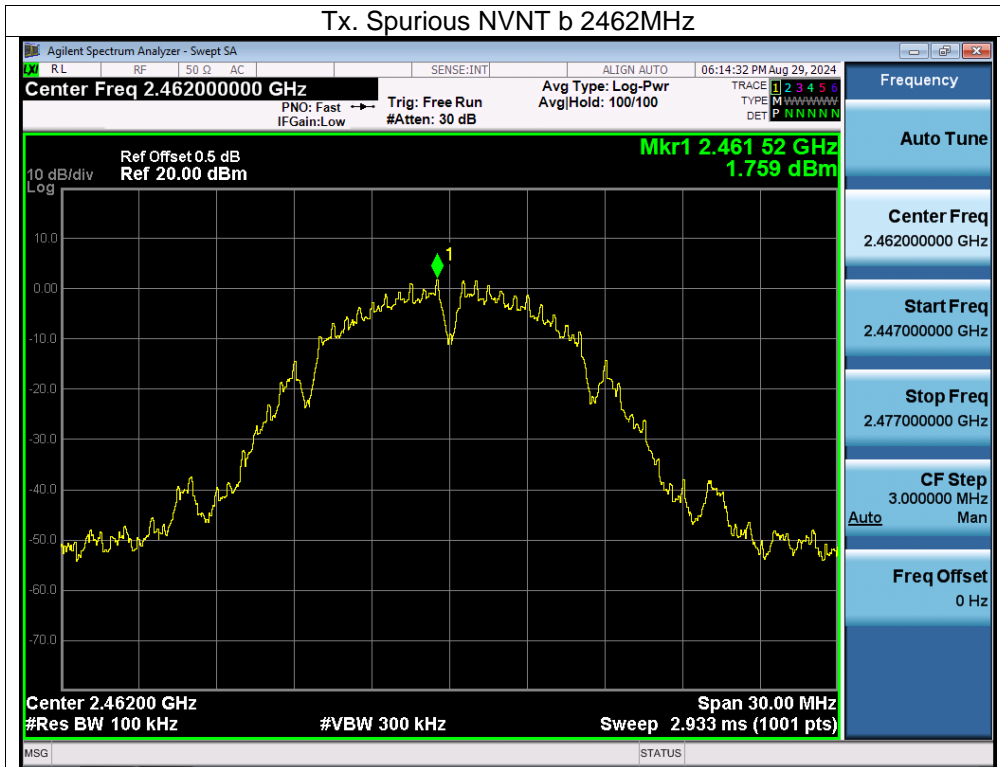 Tx. Spurious NVNT b 2462MHz
Agilent Spectrum Analyzer - Swept SA
LXI RL RF 50 Ω AC SENSE:INT ALIGN AUTO 06:14:32 PM Aug 29, 2024
Center Freq 2.462000000 GHz
PNO: Fast
IFGain:Low
Trig: Free Run
#Atten: 30 dB
Avg Type: Log-Pwr
Avg|Hold: 100/100
TRACE 1 2 3 4 5 6
TYPE M WWWWW
DET P N N N N N
Frequency
Mkr1 2.461 52 GHz
1.759 dBm
Ref Offset 0.5 dB
10 dB/div Ref 20.00 dBm
Log
1
10.0
0.00
-10.0
-20.0
-30.0
-40.0
-50.0
-60.0
-70.0
Center 2.46200 GHz Span 30.00 MHz
#Res BW 100 kHz #VBW 300 kHz Sweep 2.933 ms (1001 pts)
Auto Tune
Center Freq
2.462000000 GHz
Start Freq
2.447000000 GHz
Stop Freq
2.477000000 GHz
CF Step
3.000000 MHz
Auto Man
Freq Offset
0 Hz
MSG STATUS